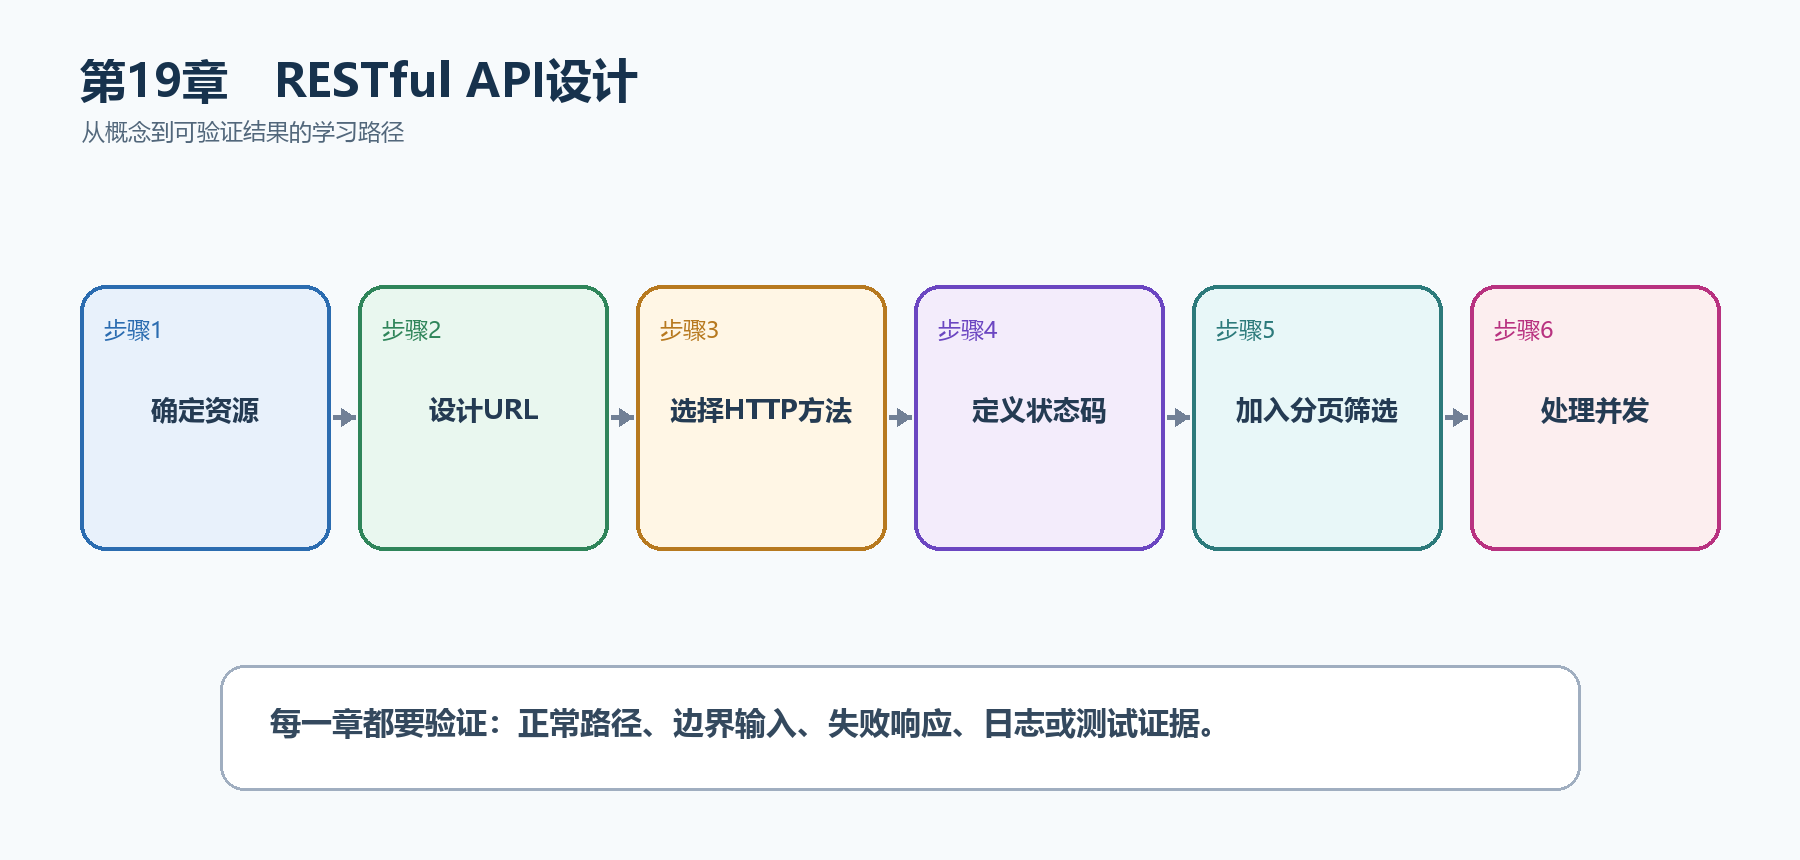 第19章　RESTful API设计
从概念到可验证结果的学习路径
步骤1
确定资源
步骤2
设计URL
步骤3
选择HTTP方法
步骤4
定义状态码
步骤5
加入分页筛选
步骤6
处理并发
每一章都要验证：正常路径、边界输入、失败响应、日志或测试证据。